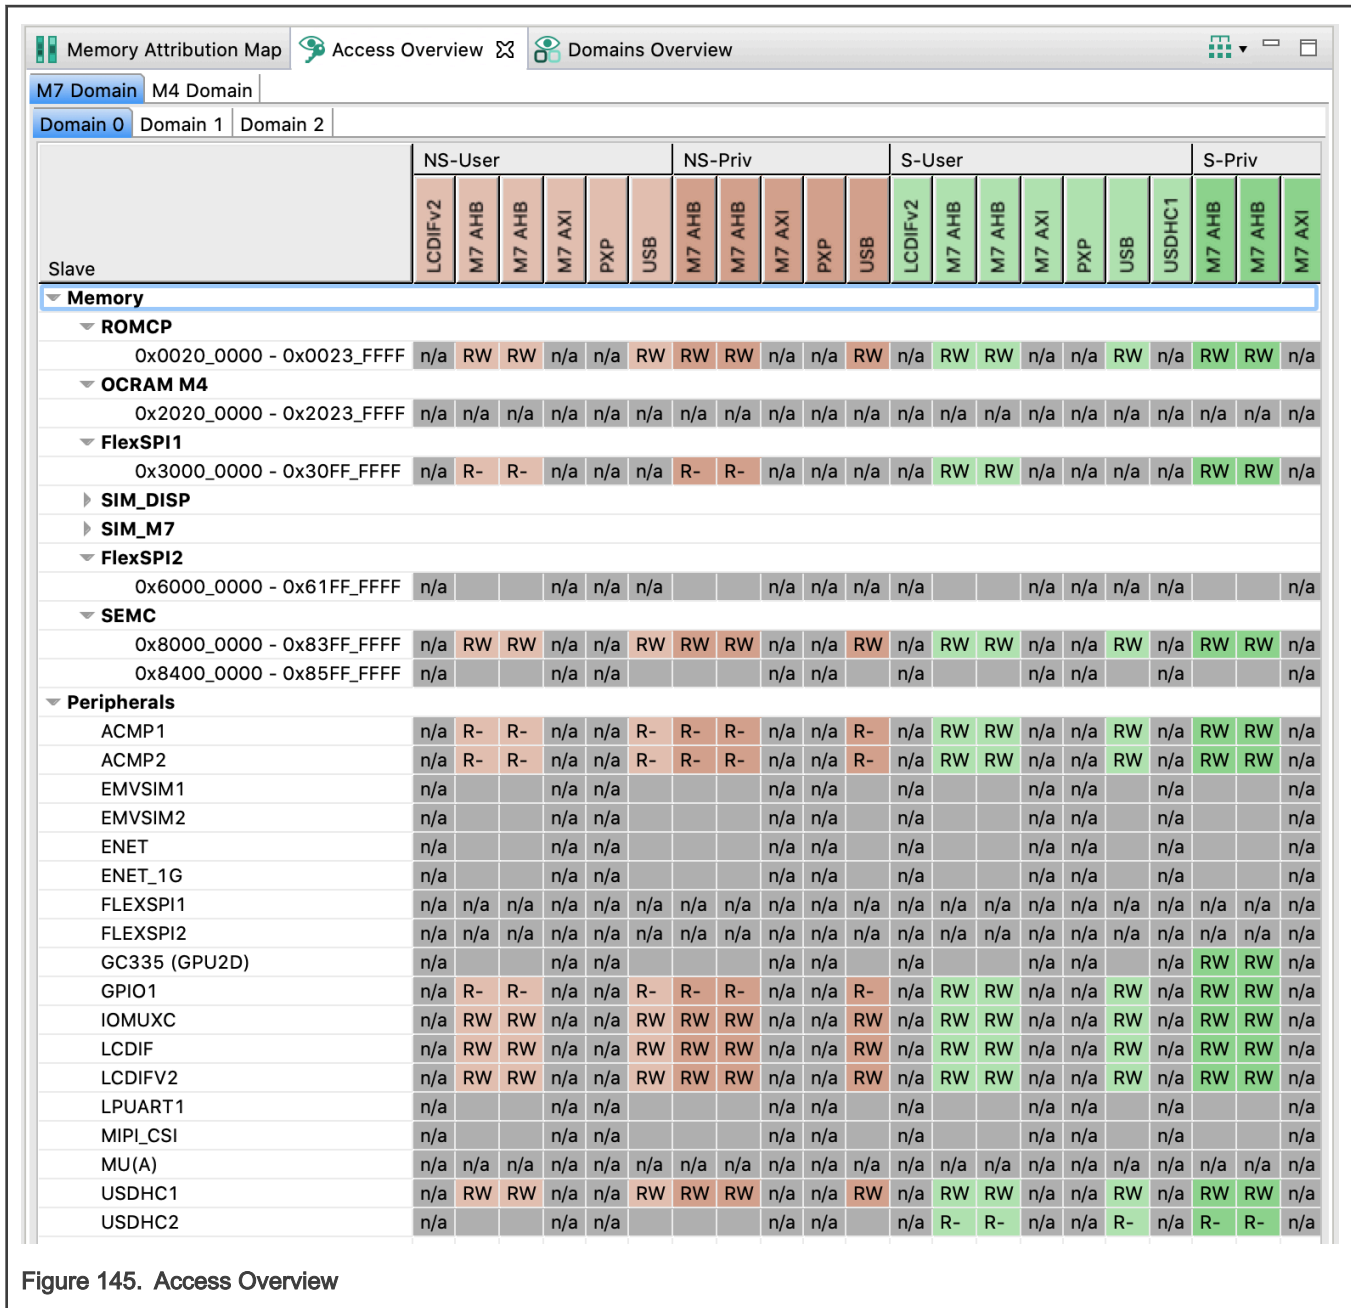 Memory Attribution Map Access Overview Domains Overview
M7 Domain M4 Domain
Domain 0 Domain 1 Domain 2
NS-User NS-Priv S-User S-Priv
Slave LCDIFv2 M7 AHB M7 AHB M7 AXI PXP USB M7 AHB M7 AHB M7 AXI PXP USB LCDIFv2 M7 AHB M7 AHB M7 AXI PXP USB USDHC1 M7 AHB M7 AHB M7 AXI
Memory
ROMCP
0x0020_0000 - 0x0023_FFFF n/a RW RW n/a n/a RW RW RW n/a n/a RW n/a RW RW n/a n/a RW n/a RW RW n/a
OCRAM M4
0x2020_0000 - 0x2023_FFFF n/a n/a n/a n/a n/a n/a n/a n/a n/a n/a n/a n/a n/a n/a n/a n/a n/a n/a n/a n/a n/a
FlexSPI1
0x3000_0000 - 0x30FF_FFFF n/a R- R- n/a n/a n/a R- R- n/a n/a n/a n/a RW RW n/a n/a n/a n/a RW RW n/a
SIM_DISP
SIM_M7
FlexSPI2
0x6000_0000 - 0x61FF_FFFF n/a n/a n/a n/a n/a n/a n/a n/a n/a n/a n/a n/a n/a
SEMC
0x8000_0000 - 0x83FF_FFFF n/a RW RW n/a n/a RW RW RW n/a n/a RW n/a RW RW n/a n/a RW n/a RW RW n/a
0x8400_0000 - 0x85FF_FFFF n/a n/a n/a n/a n/a n/a n/a n/a n/a n/a
Peripherals
ACMP1 n/a R- R- n/a n/a R- R- R- n/a n/a R- n/a RW RW n/a n/a RW n/a RW RW n/a
ACMP2 n/a R- R- n/a n/a R- R- R- n/a n/a R- n/a RW RW n/a n/a RW n/a RW RW n/a
EMVSIM1 n/a n/a n/a n/a n/a n/a n/a n/a n/a n/a
EMVSIM2 n/a n/a n/a n/a n/a n/a n/a n/a n/a n/a
ENET n/a n/a n/a n/a n/a n/a n/a n/a n/a n/a
ENET_1G n/a n/a n/a n/a n/a n/a n/a n/a n/a n/a
FLEXSPI1 n/a n/a n/a n/a n/a n/a n/a n/a n/a n/a n/a n/a n/a n/a n/a n/a n/a n/a n/a n/a n/a
FLEXSPI2 n/a n/a n/a n/a n/a n/a n/a n/a n/a n/a n/a n/a n/a n/a n/a n/a n/a n/a n/a n/a n/a
GC335 (GPU2D) n/a n/a n/a n/a n/a n/a n/a n/a n/a RW RW n/a
GPIO1 n/a R- R- n/a n/a R- R- R- n/a n/a R- n/a RW RW n/a n/a RW n/a RW RW n/a
IOMUXC n/a RW RW n/a n/a RW RW RW n/a n/a RW n/a RW RW n/a n/a RW n/a RW RW n/a
LCDIF n/a RW RW n/a n/a RW RW RW n/a n/a RW n/a RW RW n/a n/a RW n/a RW RW n/a
LCDIFV2 n/a RW RW n/a n/a RW RW RW n/a n/a RW n/a RW RW n/a n/a RW n/a RW RW n/a
LPUART1 n/a n/a n/a n/a n/a n/a n/a n/a n/a n/a
MIPI_CSI n/a n/a n/a n/a n/a n/a n/a n/a n/a n/a
MU(A) n/a n/a n/a n/a n/a n/a n/a n/a n/a n/a n/a n/a n/a n/a n/a n/a n/a n/a n/a n/a n/a
USDHC1 n/a RW RW n/a n/a RW RW RW n/a n/a RW n/a RW RW n/a n/a RW n/a RW RW n/a
USDHC2 n/a n/a n/a n/a n/a n/a R- R- n/a n/a R- n/a R- R- n/a
Figure 145. Access Overview